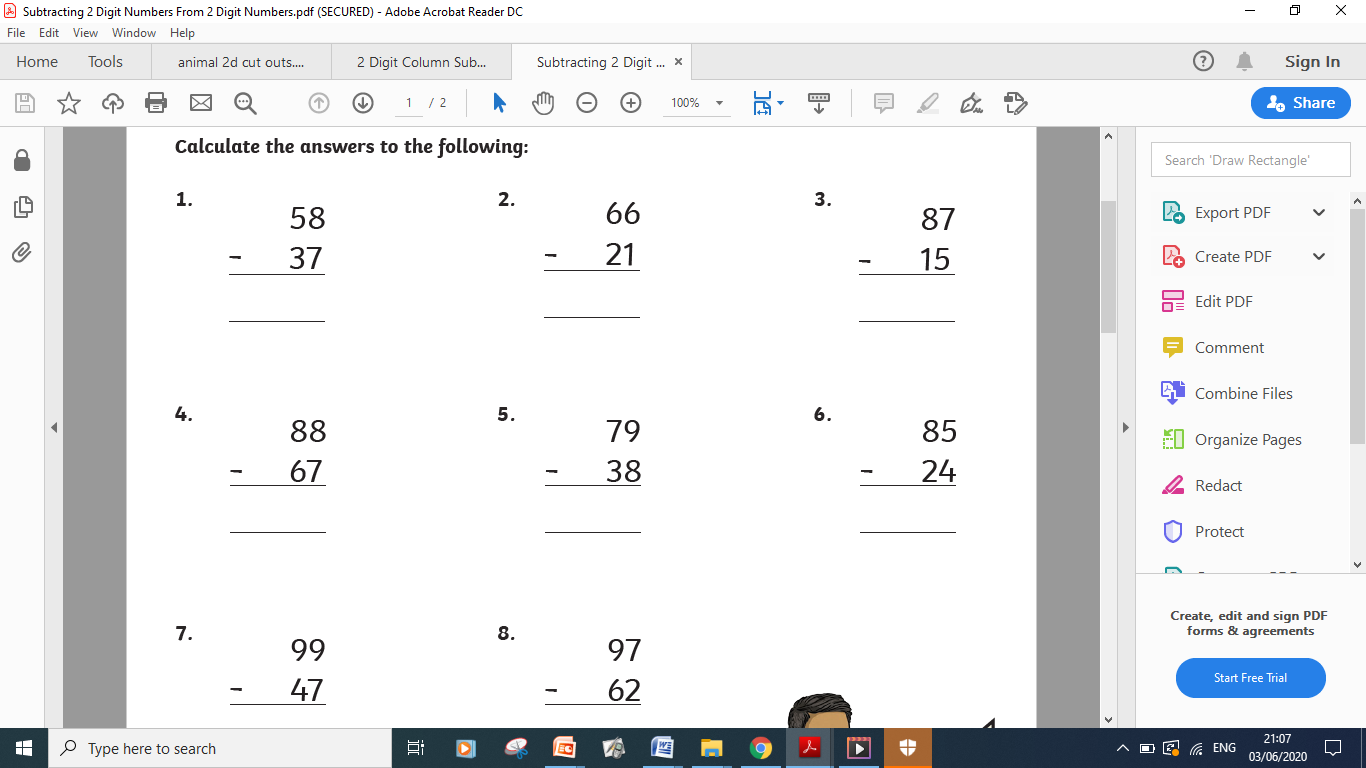 Subtracting 2 Digit Numbers From 2 Digit Numbers.pdf (SECURED) - Adobe Acrobat Reader DC
File Edit View Window Help
Home Tools animal 2d cut outs.... 2 Digit Column Sub... Subtracting 2 Digit ... × Sign In
1 / 2 100% Share
Calculate the answers to the following:
1. 2. 3.
58 66 87
- 37 - 21 - 15
4. 5. 6.
88 79 85
- 67 - 38 - 24
7. 8.
99 97
- 47 - 62
Search 'Draw Rectangle'
Export PDF
Create PDF
Edit PDF
Comment
Combine Files
Organize Pages
Redact
Protect
Create, edit and sign PDF
forms & agreements
Start Free Trial
Type here to search
ENG
21:07
03/06/2020